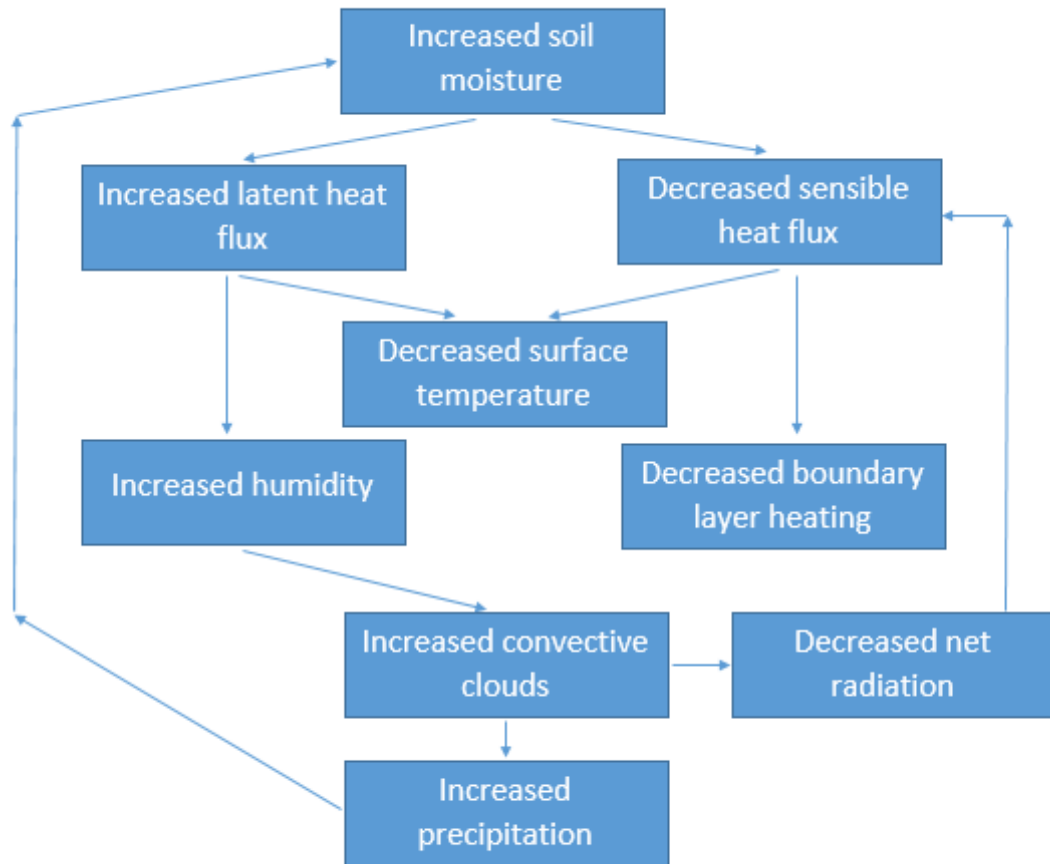 Increased soil
moisture
Increased latent heat
flux
Decreased sensible
heat flux
Decreased surface
temperature
Increased humidity
Decreased boundary
layer heating
Increased convective
clouds
Decreased net
radiation
Increased
precipitation